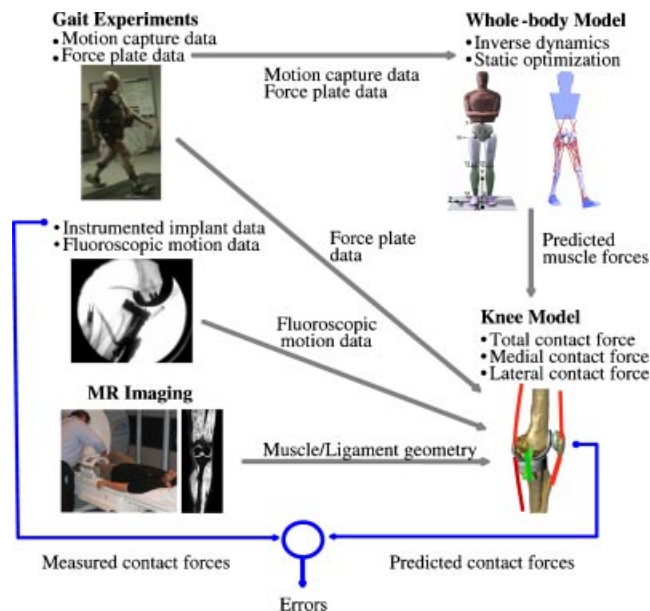 Gait Experiments
• Motion capture data
• Force plate data
Whole-body Model
• Inverse dynamics
• Static optimization
Motion capture data
Force plate data
• Instrumented implant data
• Fluoroscopic motion data
Force plate
data
Predicted
muscle forces
Fluoroscopic
motion data
Knee Model
• Total contact force
• Medial contact force
• Lateral contact force
MR Imaging
Muscle/Ligament geometry
Measured contact forces
Predicted contact forces
Errors